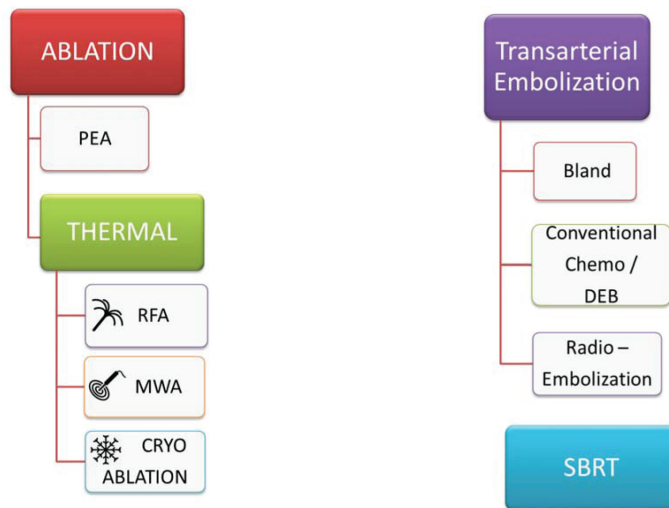 ABLATION
PEA
THERMAL
RFA
MWA
CRYO
ABLATION
Transarterial
Embolization
Bland
Conventional
Chemo /
DEB
Radio –
Embolization
SBRT